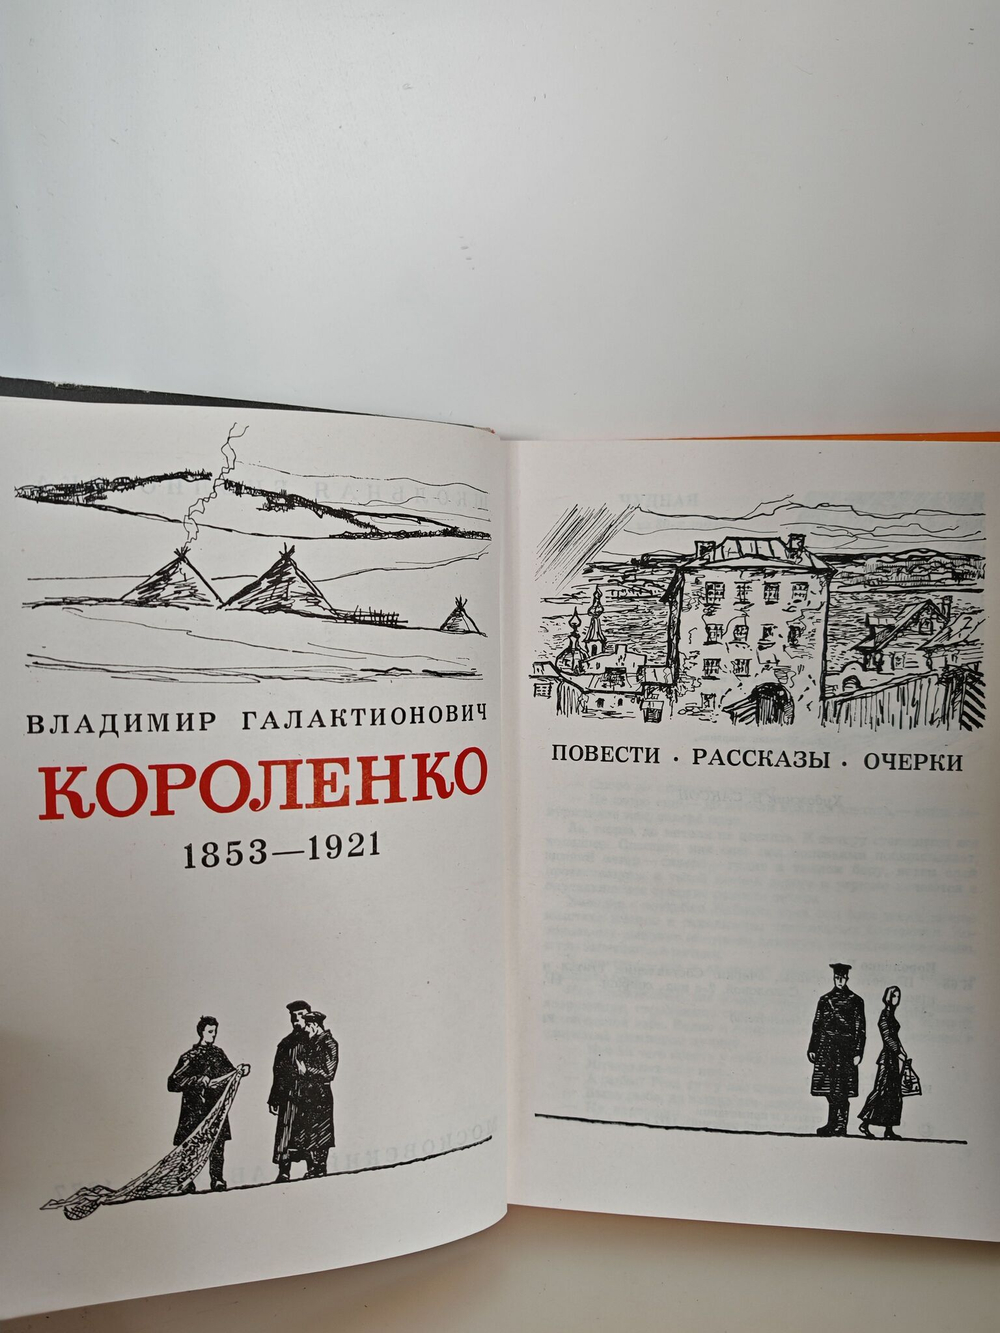 ВЛАДИМИР ГАЛАКТИОНОВИЧ
КОРОЛЕНКО
1853—1921
ПОВЕСТИ · РАССКАЗЫ · ОЧЕРКИ